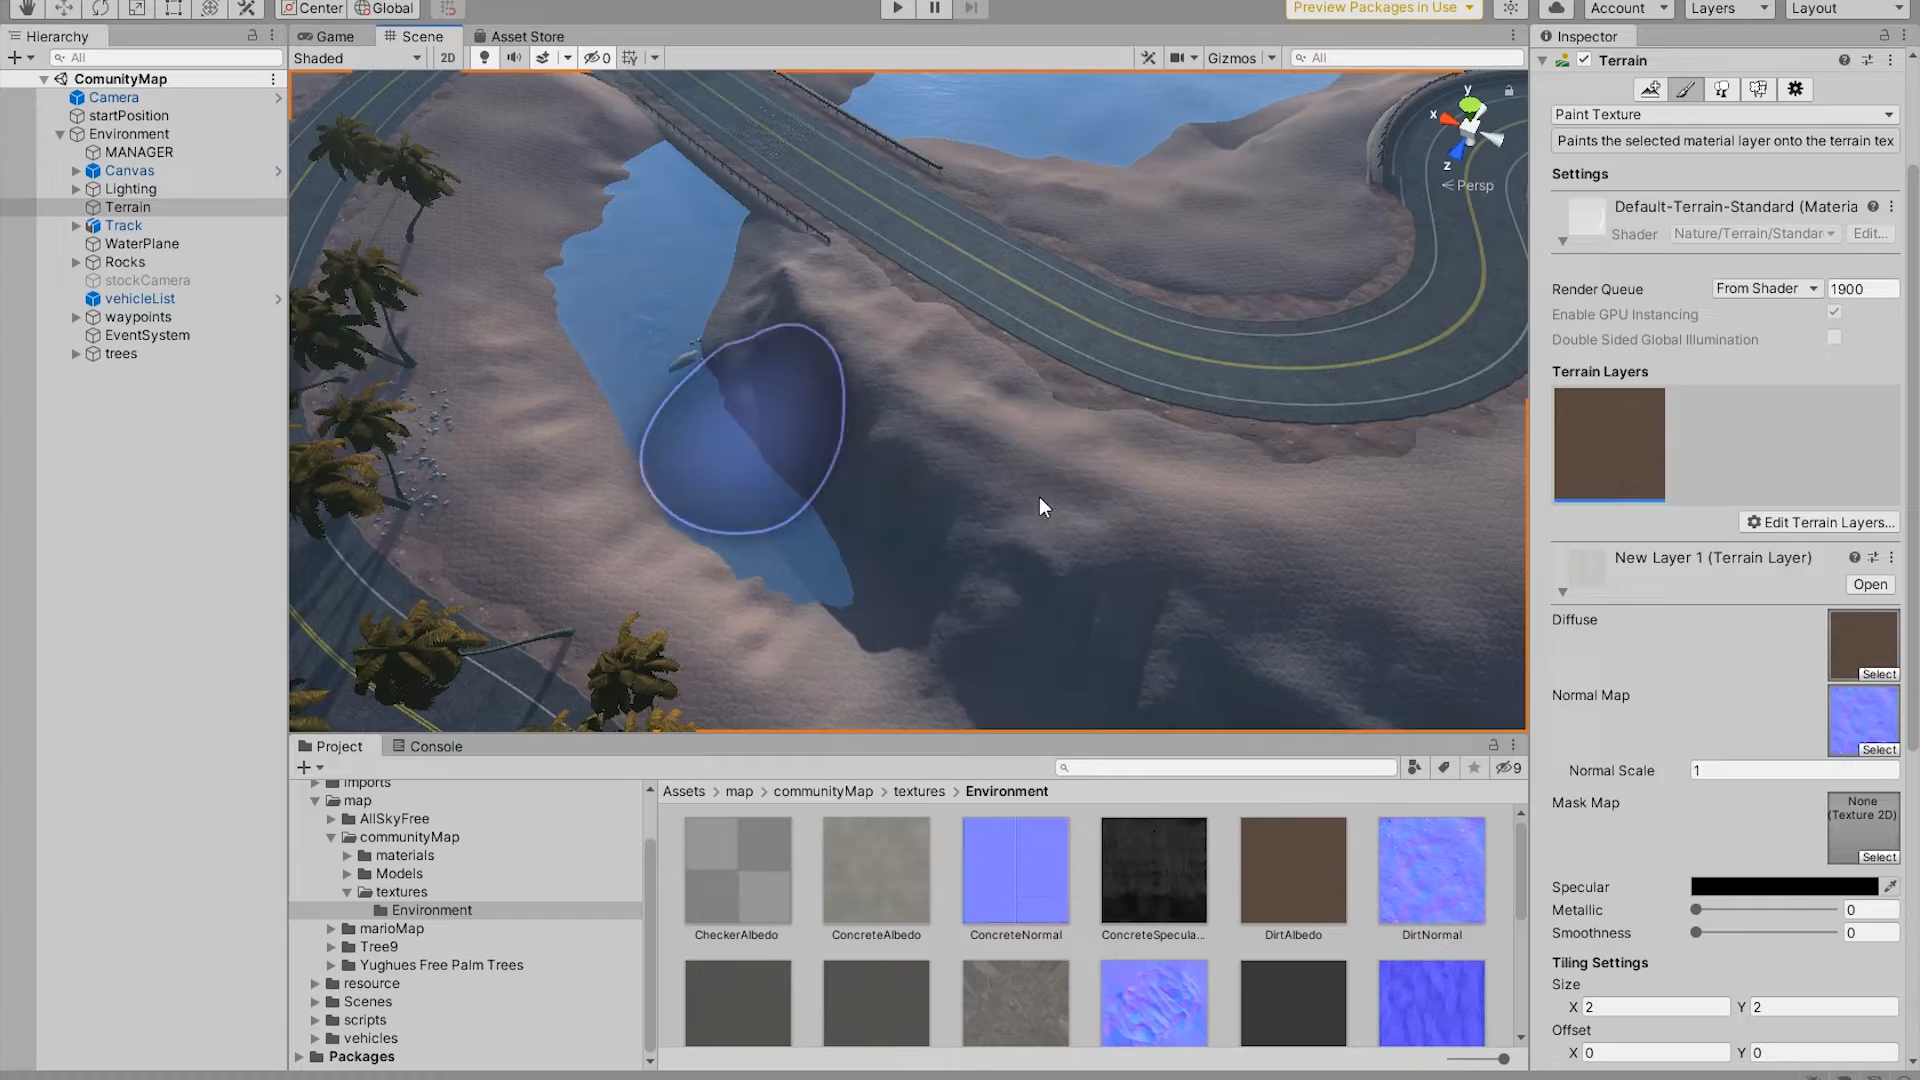 Center
Global
Preview Packages in Use
Account
Layers
Layout
Hierarchy
All
ComunityMap
Camera
startPosition
Environment
MANAGER
Canvas
Lighting
Terrain
Track
WaterPlane
Rocks
stockCamera
vehicleList
waypoints
EventSystem
trees
Game
Scene
Asset Store
Shaded
2D
0
Gizmos
All
y
x
z
Persp
Project
Console
9
imports
map
AllSkyFree
communityMap
materials
Models
textures
Environment
marioMap
Tree9
Yughues Free Palm Trees
resource
Scenes
scripts
vehicles
Packages
Assets > map > communityMap > textures > Environment
CheckerAlbedo
ConcreteAlbedo
ConcreteNormal
ConcreteSpecula...
DirtAlbedo
DirtNormal
Inspector
Terrain
Paint Texture
Paints the selected material layer onto the terrain tex
Settings
Default-Terrain-Standard (Materia
Shader Nature/Terrain/Standar Edit...
Render Queue From Shader 1900
Enable GPU Instancing
Double Sided Global Illumination
Terrain Layers
Edit Terrain Layers...
New Layer 1 (Terrain Layer)
Open
Diffuse
Select
Normal Map
Select
Normal Scale 1
Mask Map
None
(Texture 2D)
Select
Specular
Metallic 0
Smoothness 0
Tiling Settings
Size
X 2 Y 2
Offset
X 0 Y 0